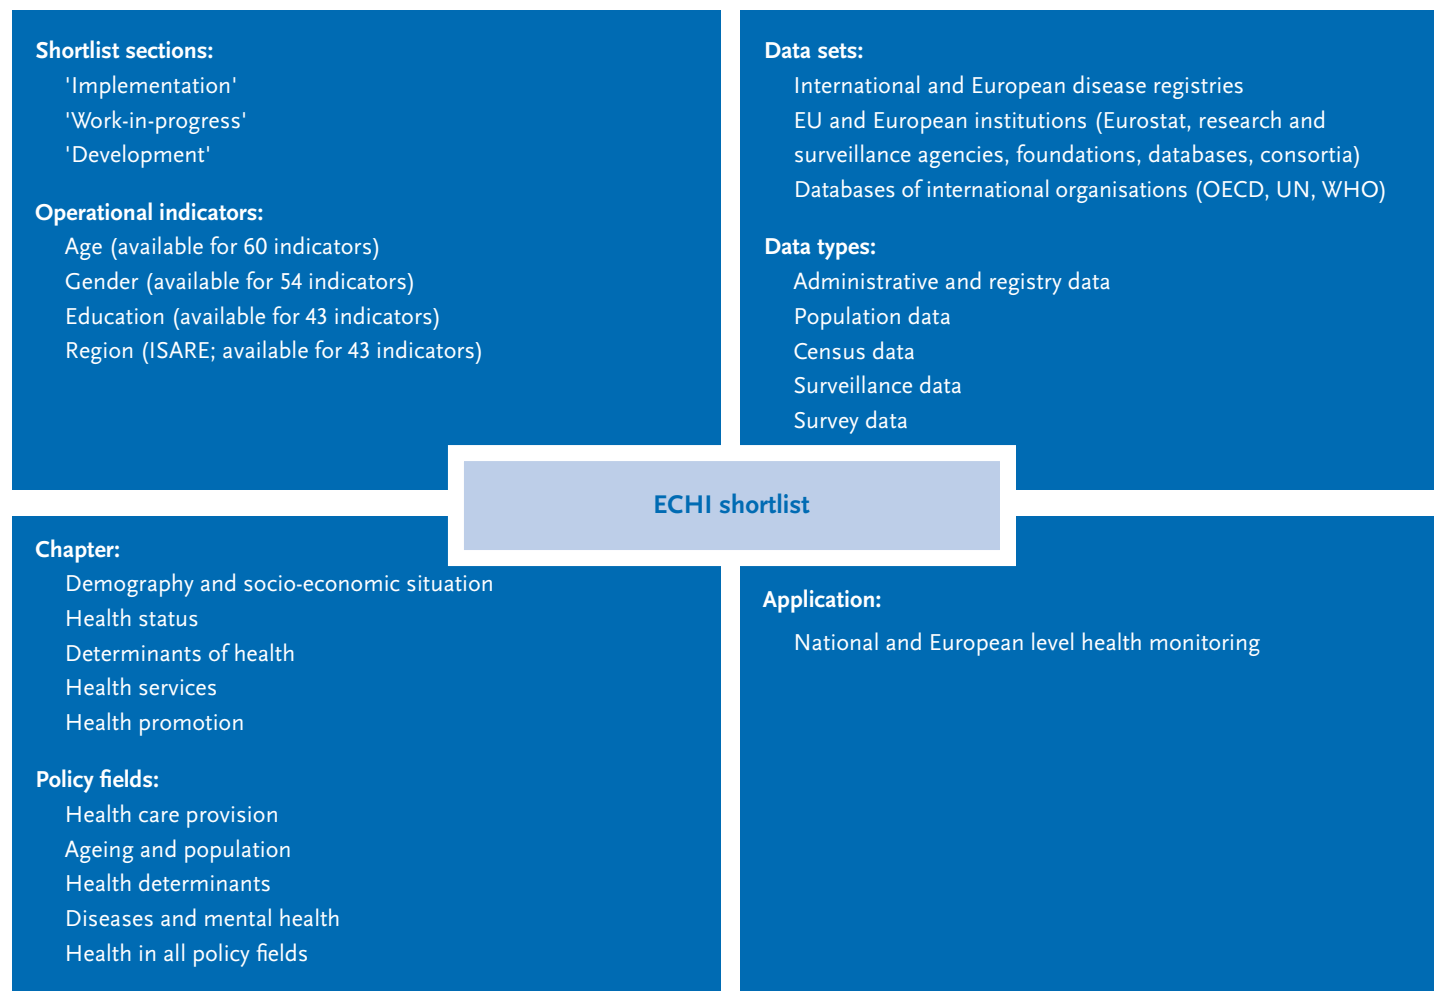 Shortlist sections:
'Implementation'
'Work-in-progress'
'Development'
Operational indicators:
Age (available for 60 indicators)
Gender (available for 54 indicators)
Education (available for 43 indicators)
Region (ISARE; available for 43 indicators)
Data sets:
International and European disease registries
EU and European institutions (Eurostat, research and
surveillance agencies, foundations, databases, consortia)
Databases of international organisations (OECD, UN, WHO)
Data types:
Administrative and registry data
Population data
Census data
Surveillance data
Survey data
ECHI shortlist
Chapter:
Demography and socio-economic situation
Health status
Determinants of health
Health services
Health promotion
Policy fields:
Health care provision
Ageing and population
Health determinants
Diseases and mental health
Health in all policy fields
Application:
National and European level health monitoring